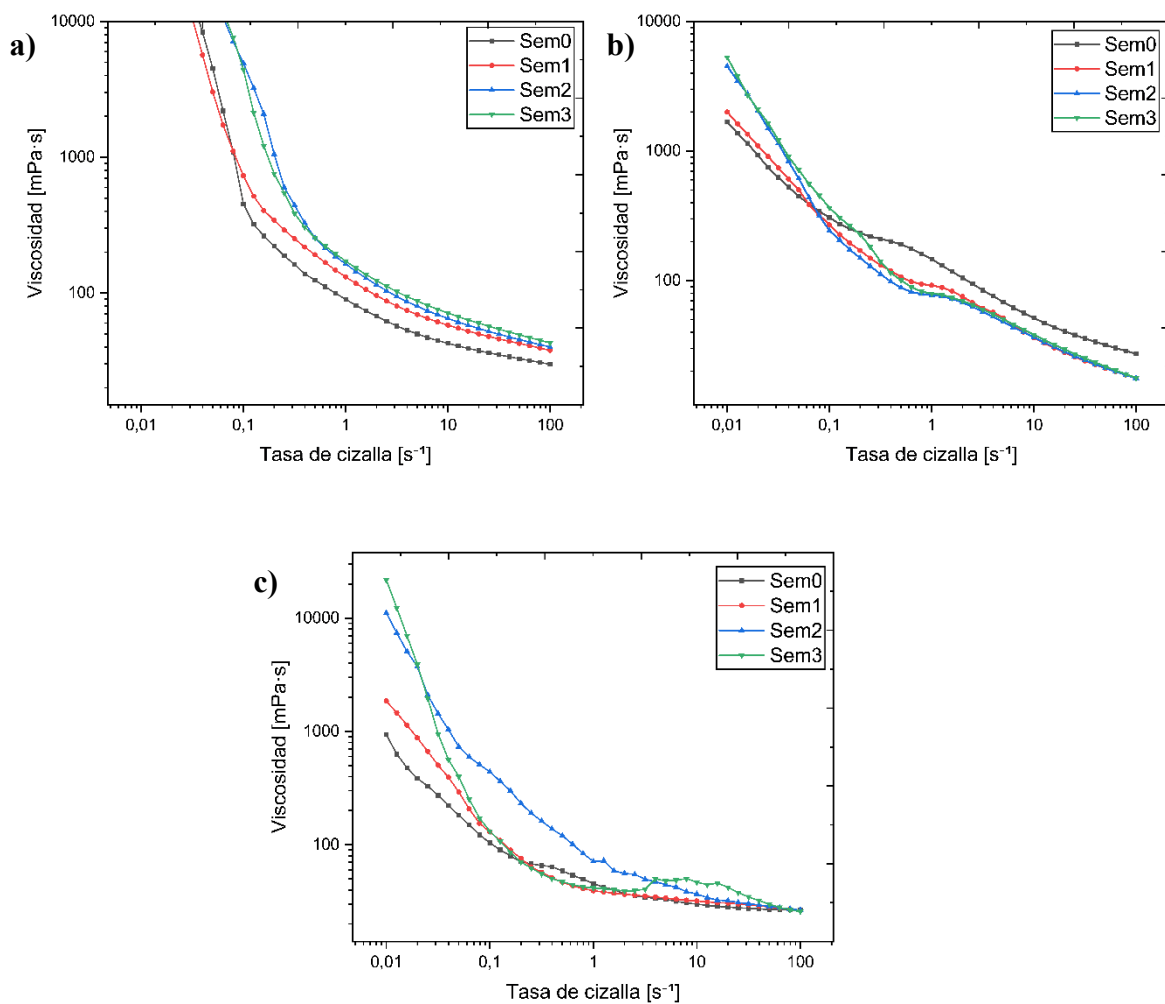 a)
10000
1000
100
Viscosidad [mPa·s]
Sem0
Sem1
Sem2
Sem3
0,01
0,1
1
10
100
Tasa de cizalla [s⁻¹]
b)
10000
1000
100
Viscosidad [mPa·s]
Sem0
Sem1
Sem2
Sem3
0,01
0,1
1
10
100
Tasa de cizalla [s⁻¹]
c)
10000
1000
100
Viscosidad [mPa·s]
Sem0
Sem1
Sem2
Sem3
0,01
0,1
1
10
100
Tasa de cizalla [s⁻¹]